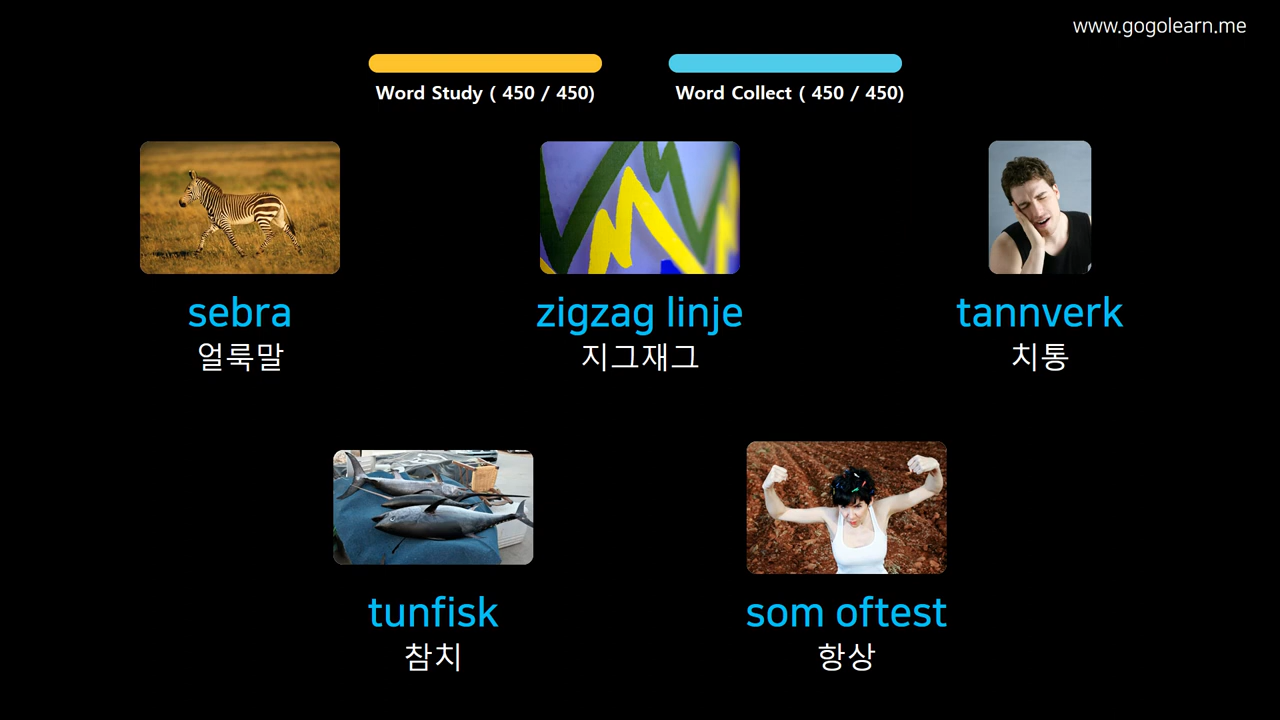 www.gogolearn.me
Word Study ( 450 / 450)
Word Collect ( 450 / 450)
sebra
얼룩말
zigzag linje
지그재그
tannverk
치통
tunfisk
참치
som oftest
항상